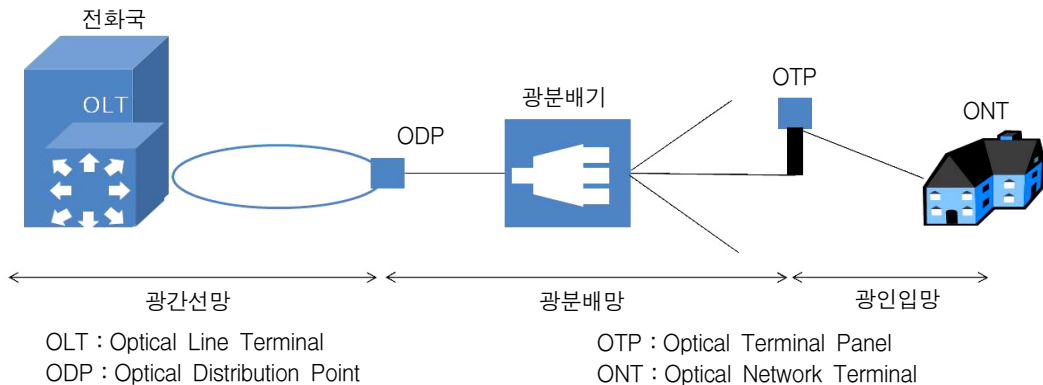 전화국
OLT
ODP
광분배기
OTP
ONT
광간선망
광분배망
광인입망
OLT : Optical Line Terminal
ODP : Optical Distribution Point
OTP : Optical Terminal Panel
ONT : Optical Network Terminal